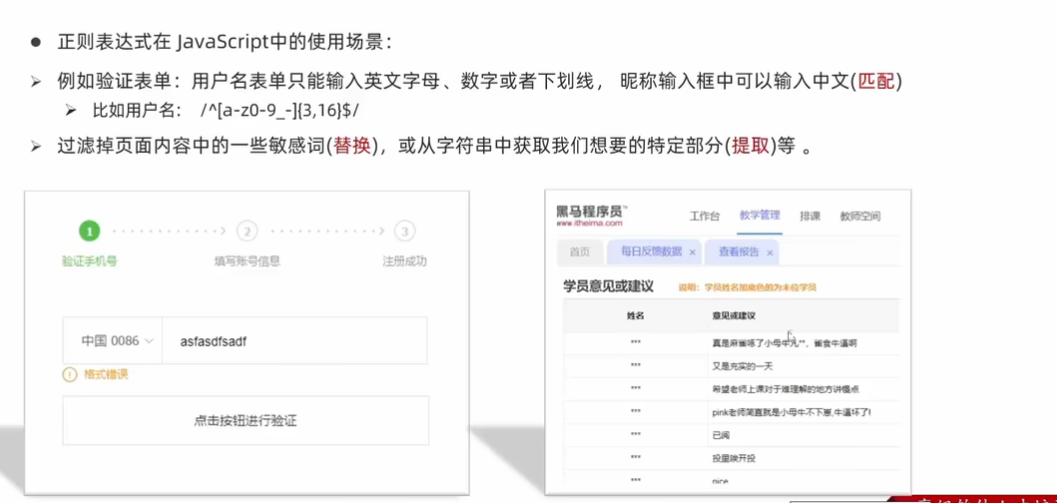 ● 正则表达式在 JavaScript中的使用场景：
➢ 例如验证表单：用户名表单只能输入英文字母、数字或者下划线， 昵称输入框中可以输入中文(匹配)
➢ 比如用户名： /^[a-z0-9_-]{3,16}$/
➢ 过滤掉页面内容中的一些敏感词(替换)，或从字符串中获取我们想要的特定部分(提取)等 。
1 2 3
验证手机号 填写账号信息 注册成功
中国 0086 asfasdfsadf
格式错误
点击按钮进行验证
黑马程序员™ 工作台 教学管理 排课 教师空间
www.itheima.com
首页 每日反馈数据 × 查看报告 ×
学员意见或建议 说明：学员姓名加颜色的为末位学员
姓名 意见或建议
*** 真是麻雀啄了小母牛 **，雀食牛逼啊
*** 又是充实的一天
*** 希望老师上课对于难理解的地方讲慢点
*** pink老师简直就是小母牛不下崽,牛逼坏了!
*** 已阅
*** 投里唉开投
*** nice